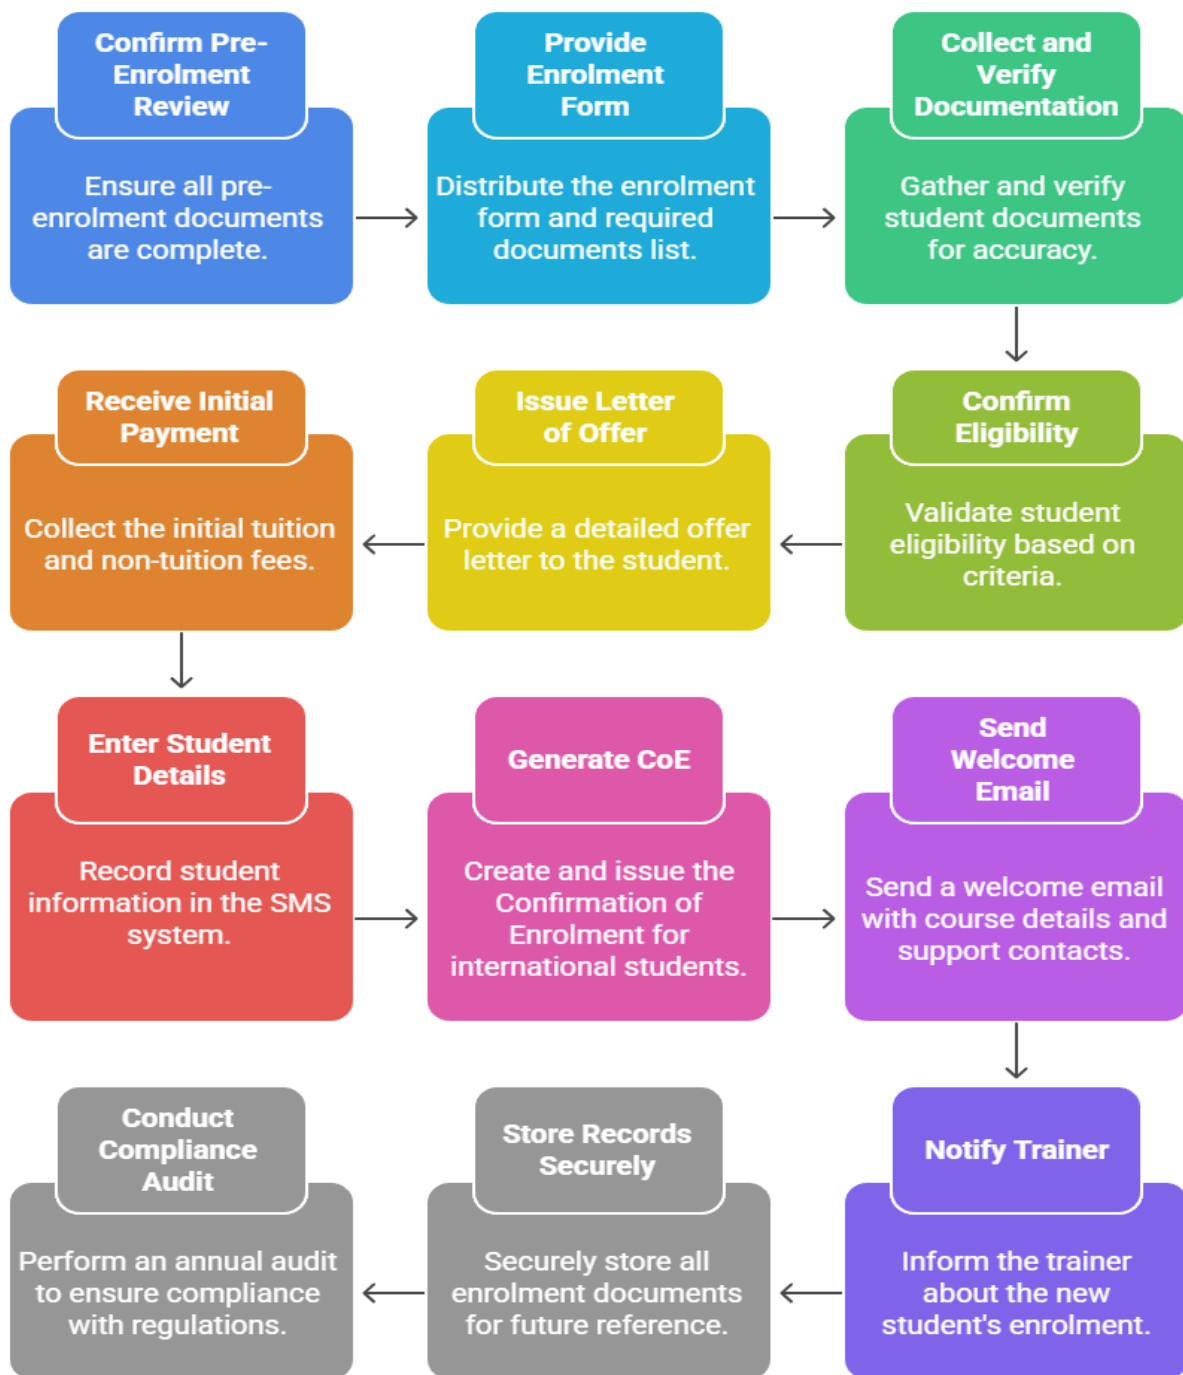 Confirm Pre-
Enrolment
Review
Ensure all pre-
enrolment documents
are complete.
Provide
Enrolment
Form
Distribute the enrolment
form and required
documents list.
Collect and
Verify
Documentation
Gather and verify
student documents
for accuracy.
Confirm
Eligibility
Validate student
eligibility based on
criteria.
Issue Letter
of Offer
Provide a detailed offer
letter to the student.
Receive Initial
Payment
Collect the initial tuition
and non-tuition fees.
Enter Student
Details
Record student
information in the SMS
system.
Generate CoE
Create and issue the
Confirmation of
Enrolment for
international students.
Send
Welcome
Email
Send a welcome email
with course details and
support contacts.
Notify Trainer
Inform the trainer
about the new
student's enrolment.
Store Records
Securely
Securely store all
enrolment documents
for future reference.
Conduct
Compliance
Audit
Perform an annual audit
to ensure compliance
with regulations.